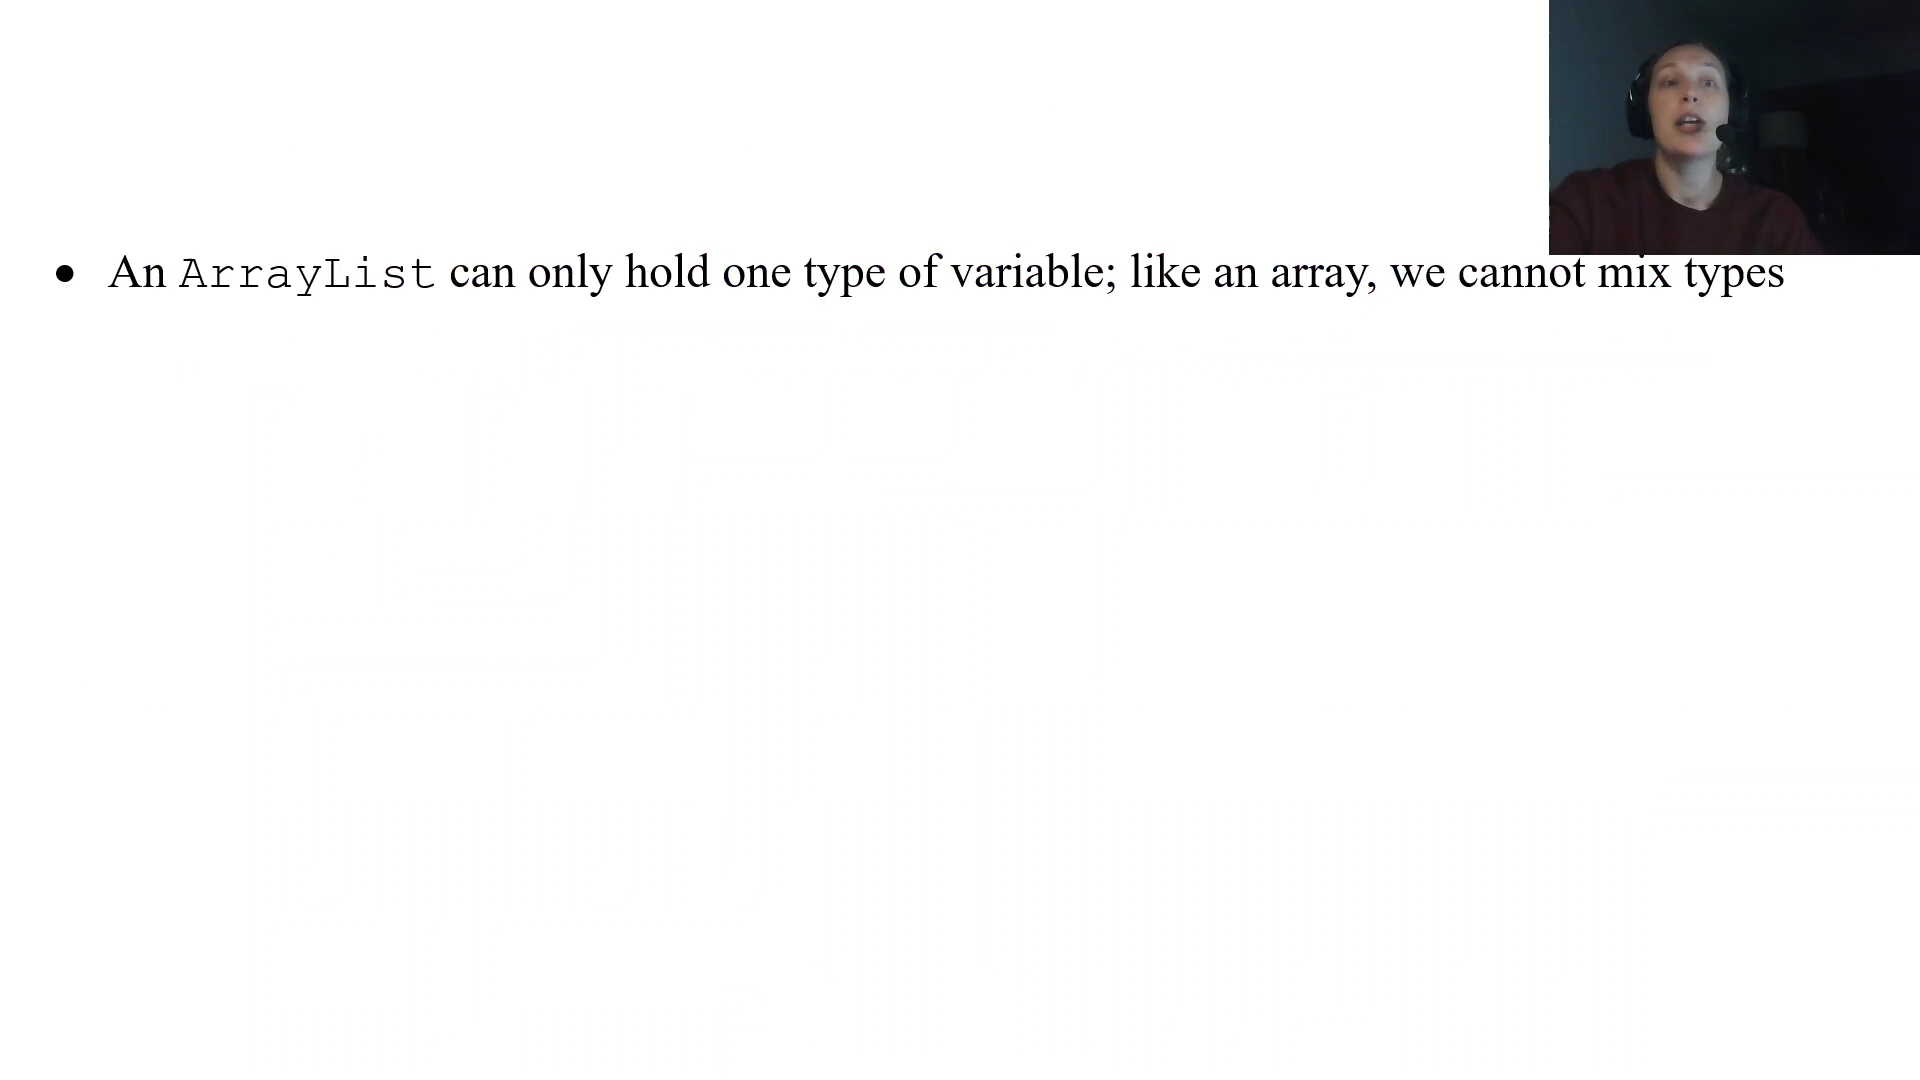 • An ArrayList can only hold one type of variable; like an array, we cannot mix types